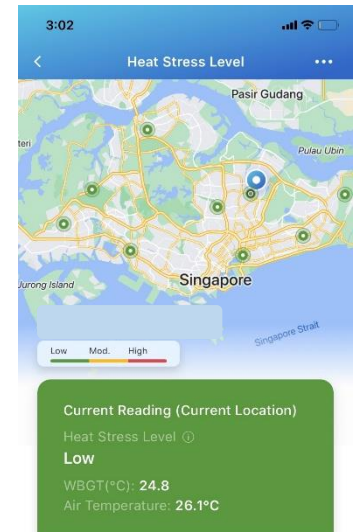 3:02
Heat Stress Level
Pasir Gudang
teri
Pulau Ubin
Singapore
Jurong Island
Singapore Strait
Low Mod. High
Current Reading (Current Location)
Heat Stress Level
Low
WBGT(°C): 24.8
Air Temperature: 26.1°C